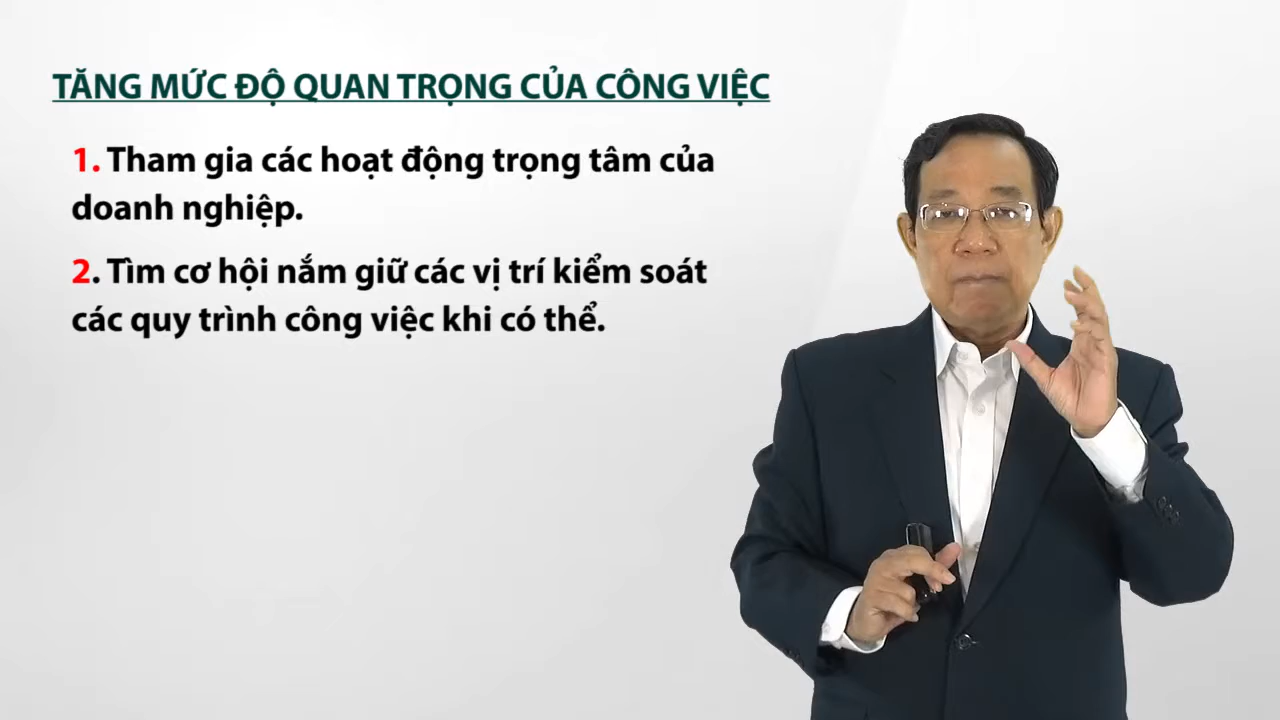 TĂNG MỨC ĐỘ QUAN TRỌNG CỦA CÔNG VIỆC
1. Tham gia các hoạt động trọng tâm của
doanh nghiệp.
2. Tìm cơ hội nắm giữ các vị trí kiểm soát
các quy trình công việc khi có thể.